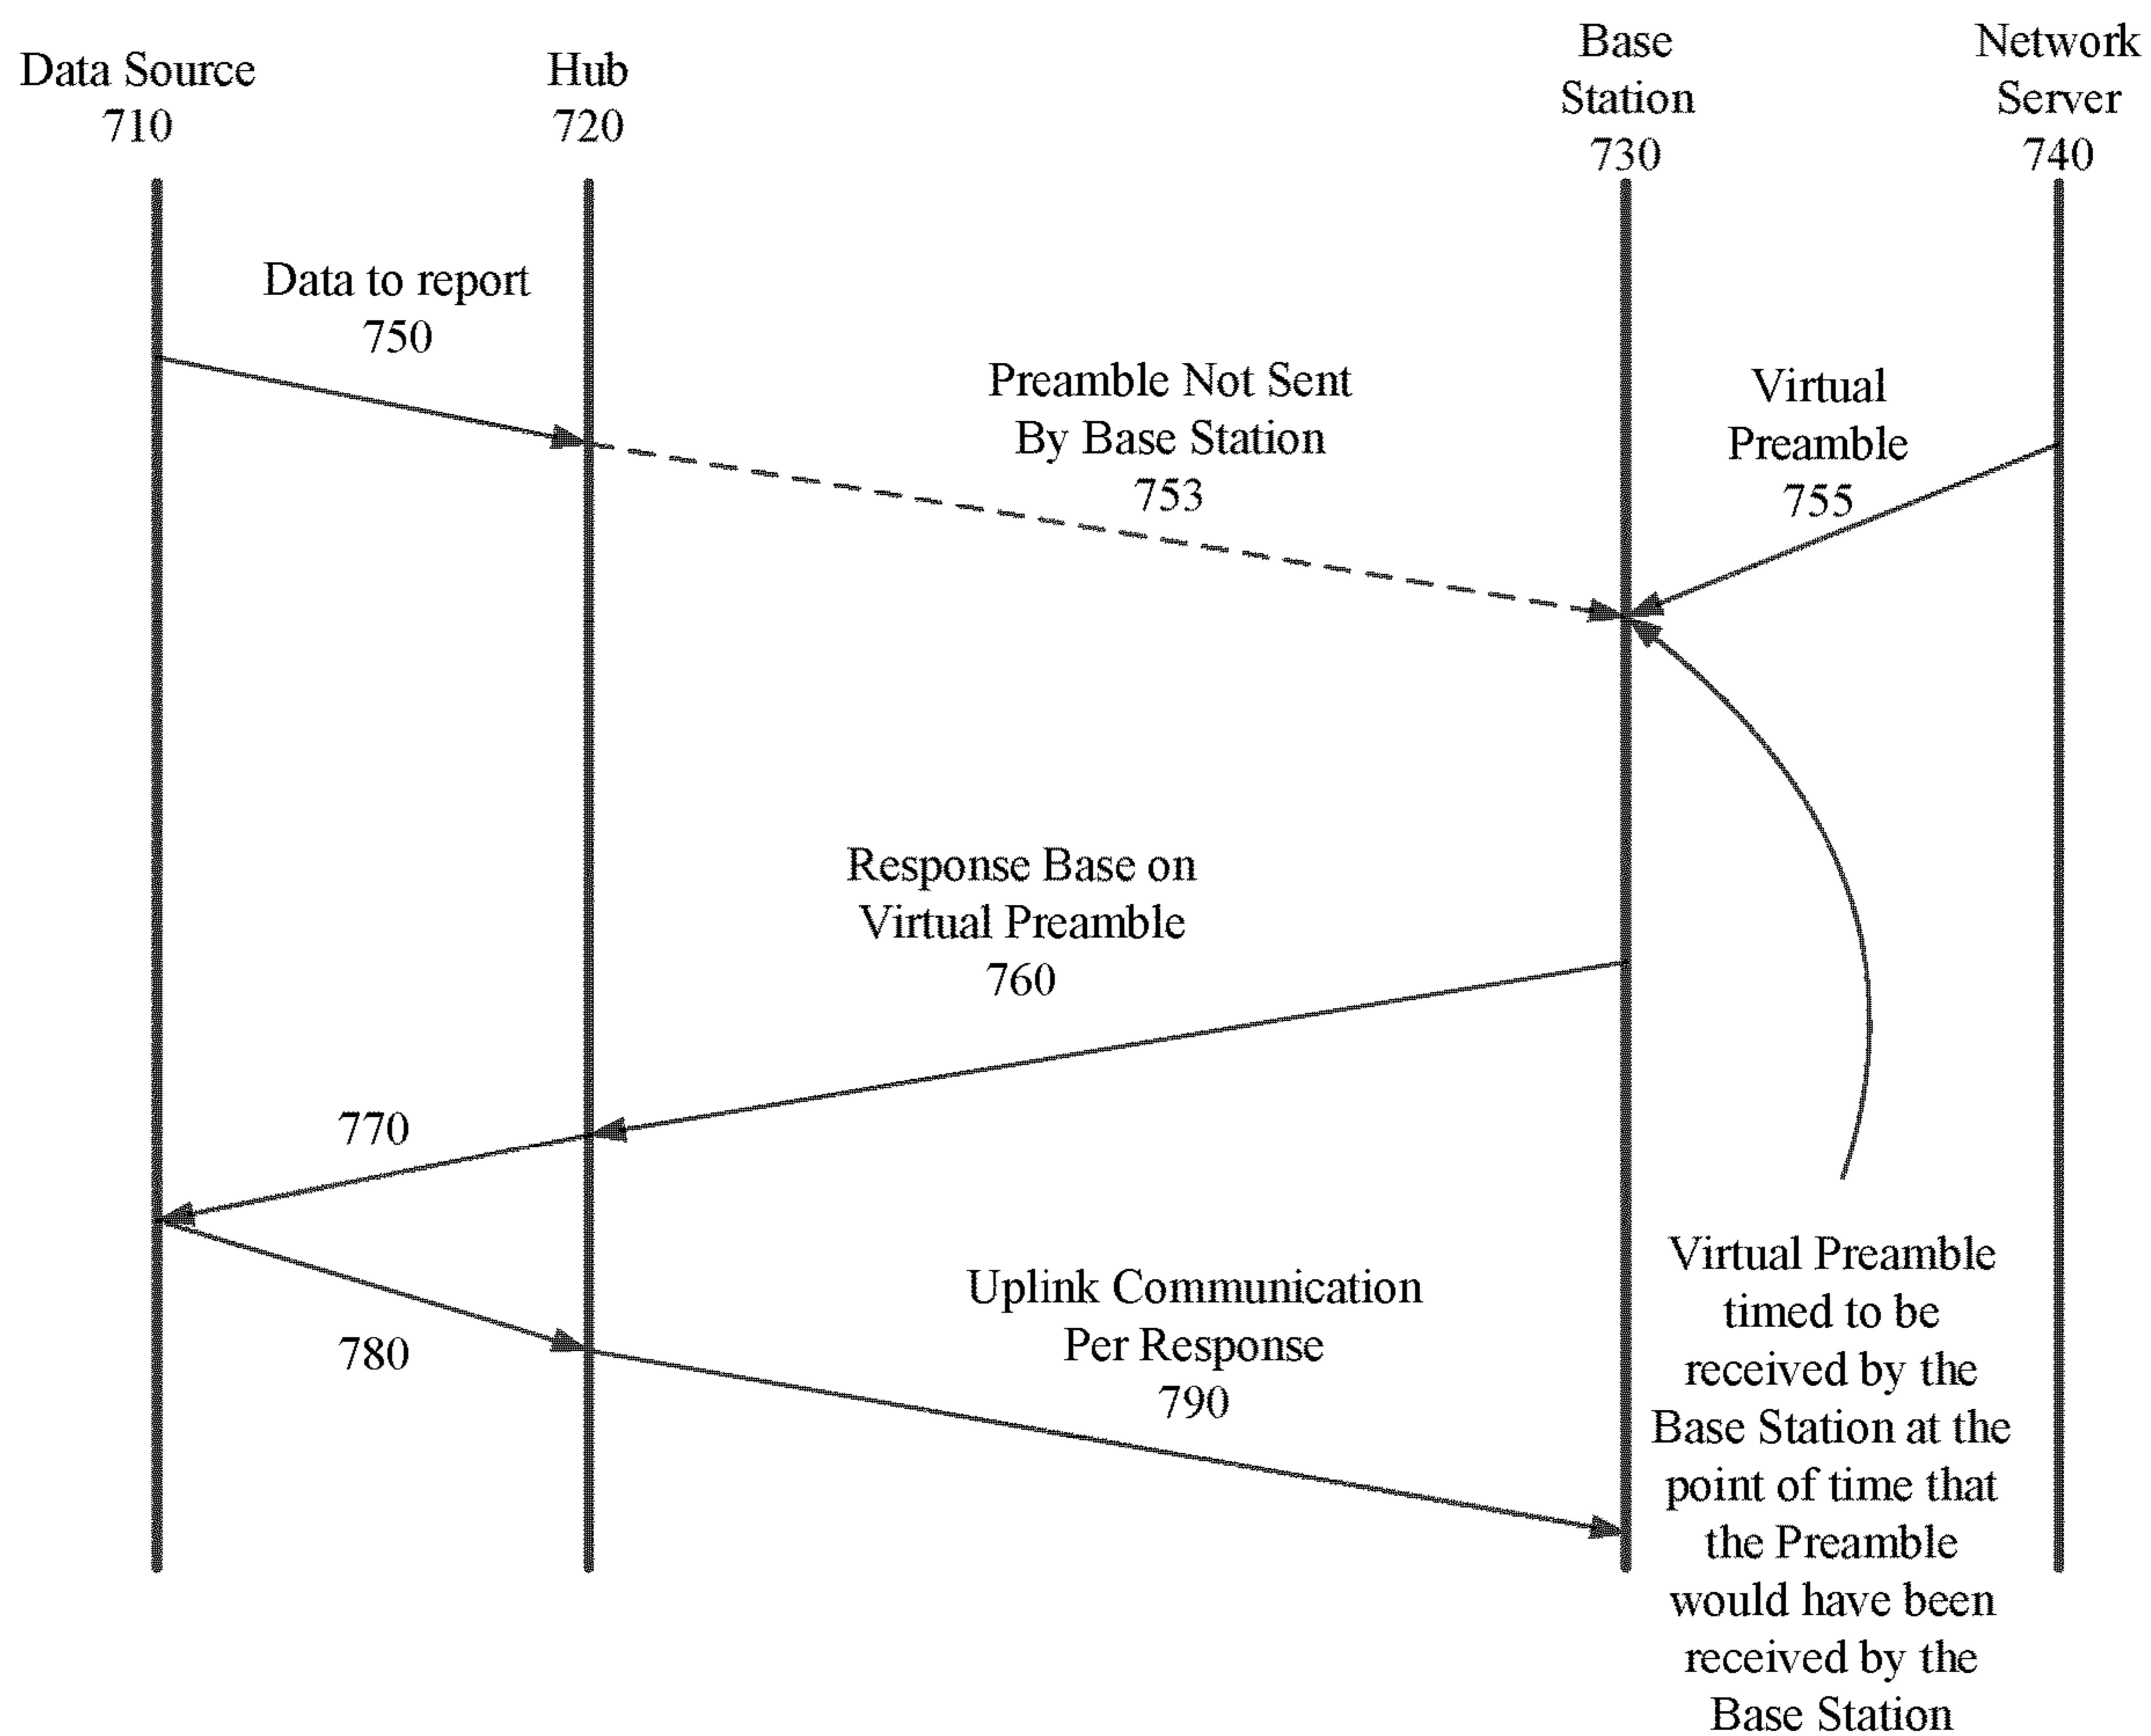 Data Source
710
Hub
720
Base
Station
730
Network
Server
740
Data to report
750
Preamble Not Sent
By Base Station
753
Virtual
Preamble
755
Response Base on
Virtual Preamble
760
770
780
Uplink Communication
Per Response
790
Virtual Preamble
timed to be
received by the
Base Station at the
point of time that
the Preamble
would have been
received by the
Base Station